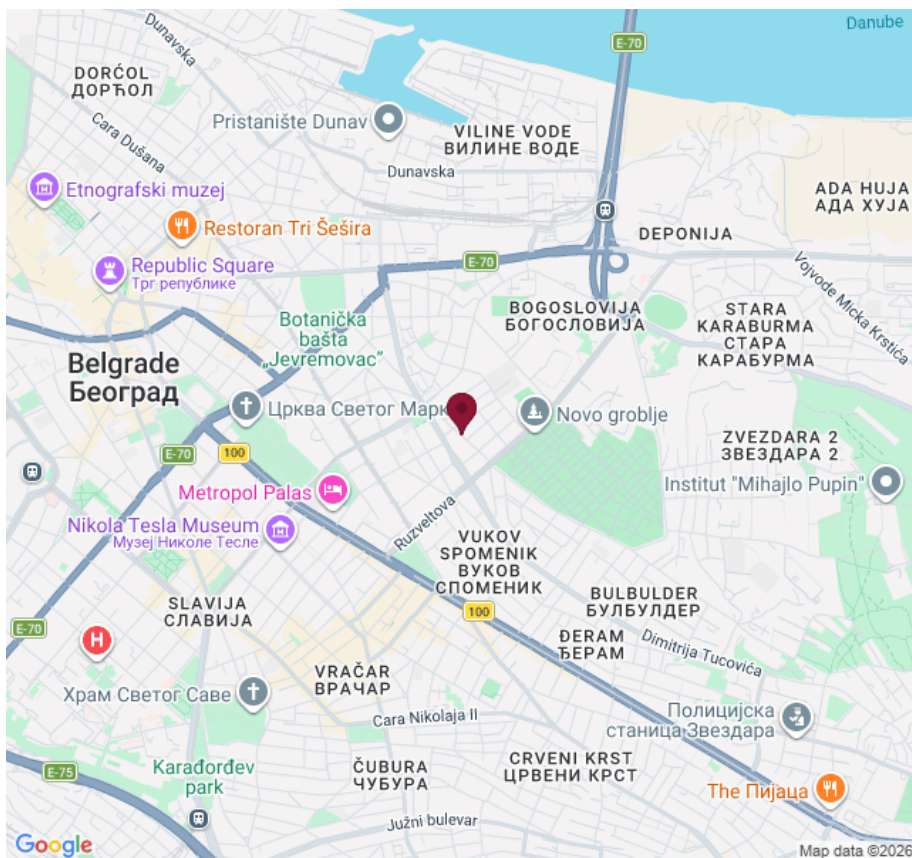 Danube
E-70
Dunavska
DORĆOL
ДОРЋОЛ
Pristanište Dunav
VILINE VODE
ВИЛИНЕ ВОДЕ
Cara Dušana
Dunavska
Etnografski muzej
ADA HUJA
АДА ХУЈА
Restoran Tri Šešira
DEPONIJA
E-70
Republic Square
Трг републике
Vojvode Micka Krstića
BOGOSLOVIJA
БОГОСЛОВИЈА
STARA
KARABURMA
СТАРА
КАРАБУРМА
Botanička
bašta
„Jevremovac”
Belgrade
Београд
Црква Светог Марк
Novo groblje
ZVEZDARA 2
ЗВЕЗДАРА 2
E-70
100
Institut "Mihajlo Pupin"
Metropol Palas
Ruzveltova
Nikola Tesla Museum
Музеј Николе Тесле
VUKOV
SPOMENIK
ВУКОВ
СПОМЕНИК
BULBULDER
БУЛБУЛДЕР
SLAVIJA
СЛАВИЈА
100
E-70
ĐERAM
ЂЕРАМ
Dimitrija Tucovića
H
VRAČAR
ВРАЧАР
Храм Светог Саве
Cara Nikolaja II
Полицијска
станица Звездара
CRVENI KRST
ЦРВЕНИ КРСТ
E-75
Karađorđev
park
ČUBURA
ЧУБУРА
The Пијаца
Južni bulevar
Google
Map data ©2026